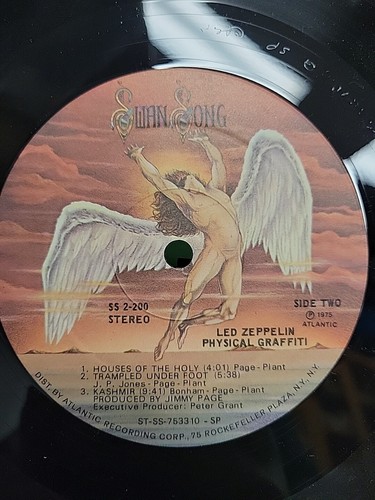 SWAN SONG
SS 2-200
STEREO
SIDE TWO
℗ 1975
ATLANTIC
LED ZEPPELIN
PHYSICAL GRAFFITI
1. HOUSES OF THE HOLY (4:01) Page - Plant
2. TRAMPLED UNDER FOOT (5:38)
J. P. Jones - Page - Plant
3. KASHMIR (9:41) Bonham - Page - Plant
PRODUCED BY JIMMY PAGE
Executive Producer: Peter Grant
ST-SS-753310 - SP
DIST. BY ATLANTIC RECORDING CORP., 75 ROCKEFELLER PLAZA, N.Y., N.Y.